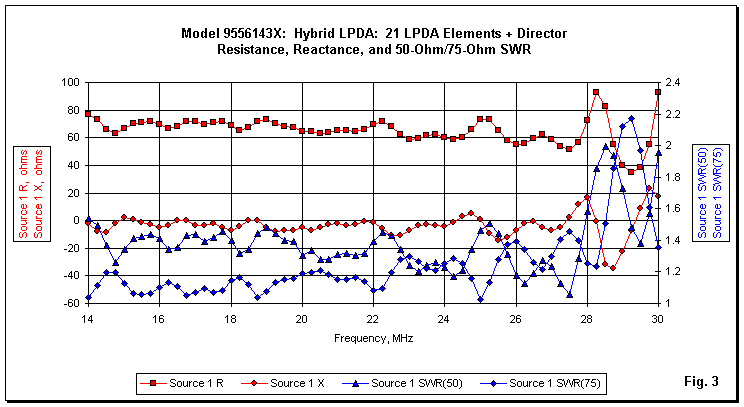 Model 9556143X: Hybrid LPDA: 21 LPDA Elements + Director
Resistance, Reactance, and 50-Ohm/75-Ohm SWR
Source 1 R, ohms
Source 1 X, ohms
100
80
60
40
20
0
-20
-40
-60
2.4
2.2
2
1.8
1.6
1.4
1.2
1
Source 1 SWR(50)
Source 1 SWR(75)
14 16 18 20 22 24 26 28 30
Frequency, MHz
Source 1 R Source 1 X Source 1 SWR(50) Source 1 SWR(75)
Fig. 3